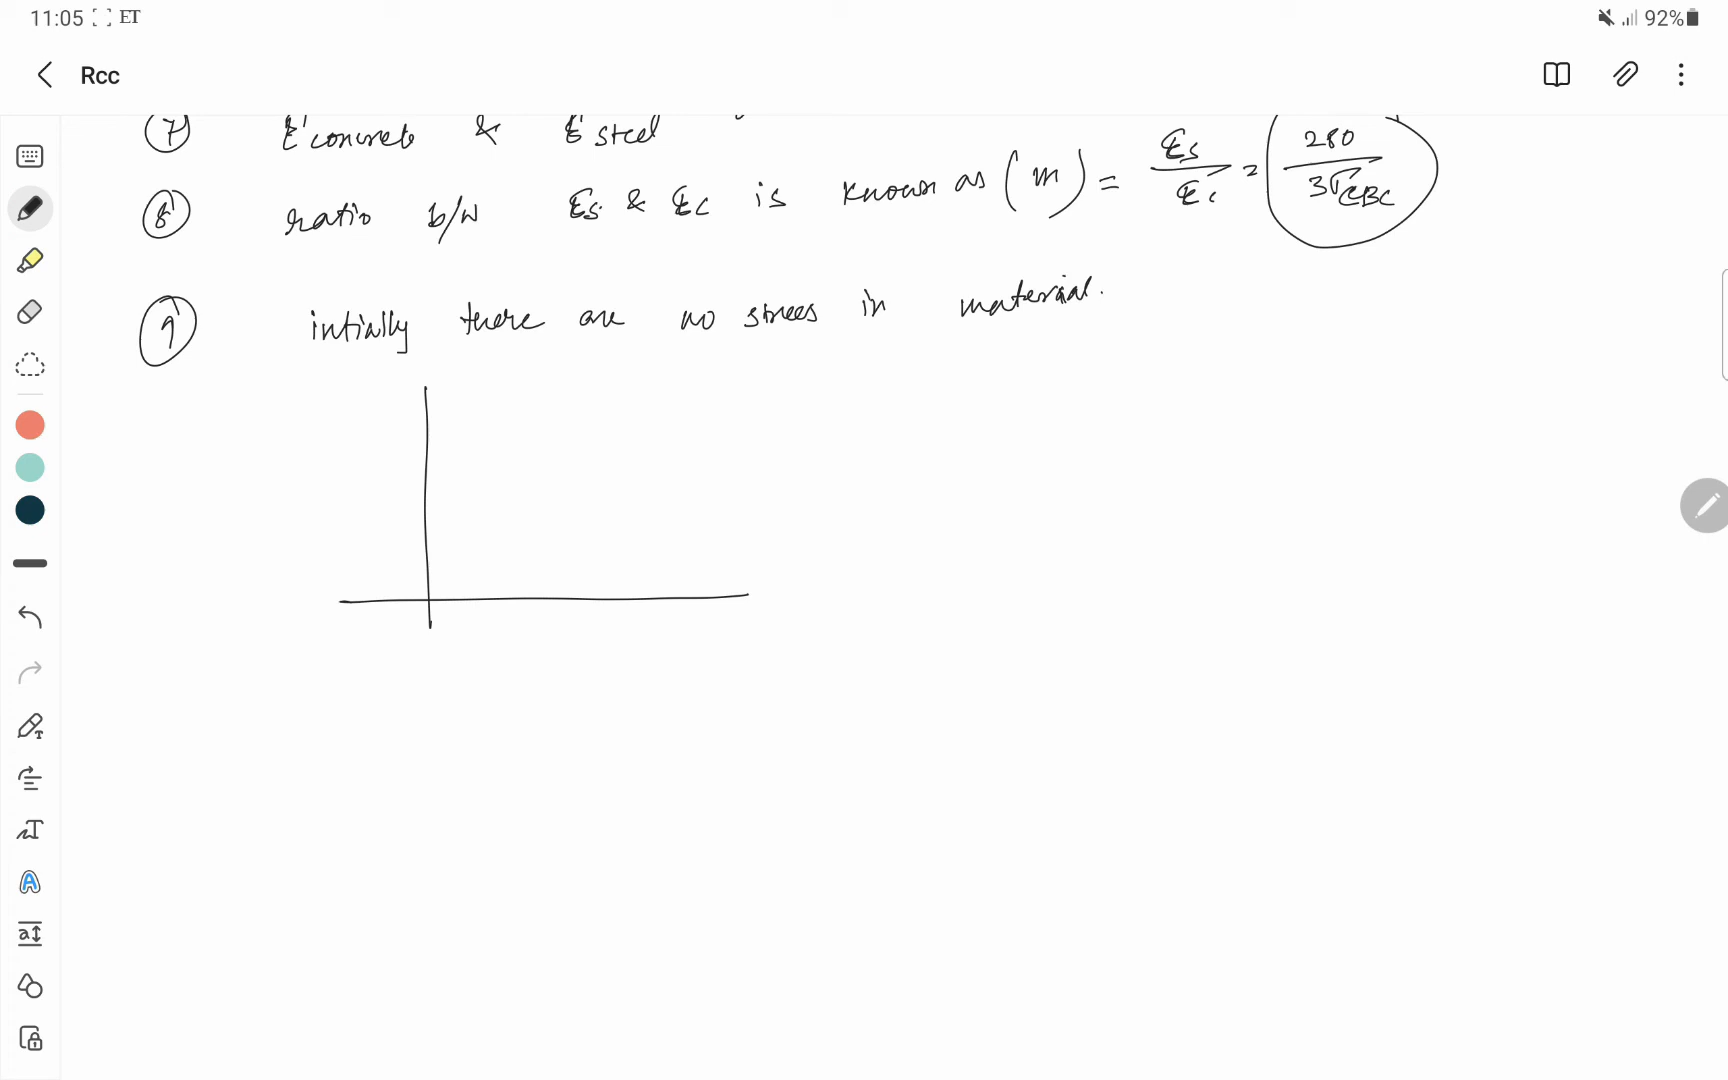 11:05 ET 92%
Rcc
7 E concrete & E steel
8 ratio b/w Es & Ec is known as (m) = Es/Ec = 280/3σCBC
9 intially there are no stress in material.